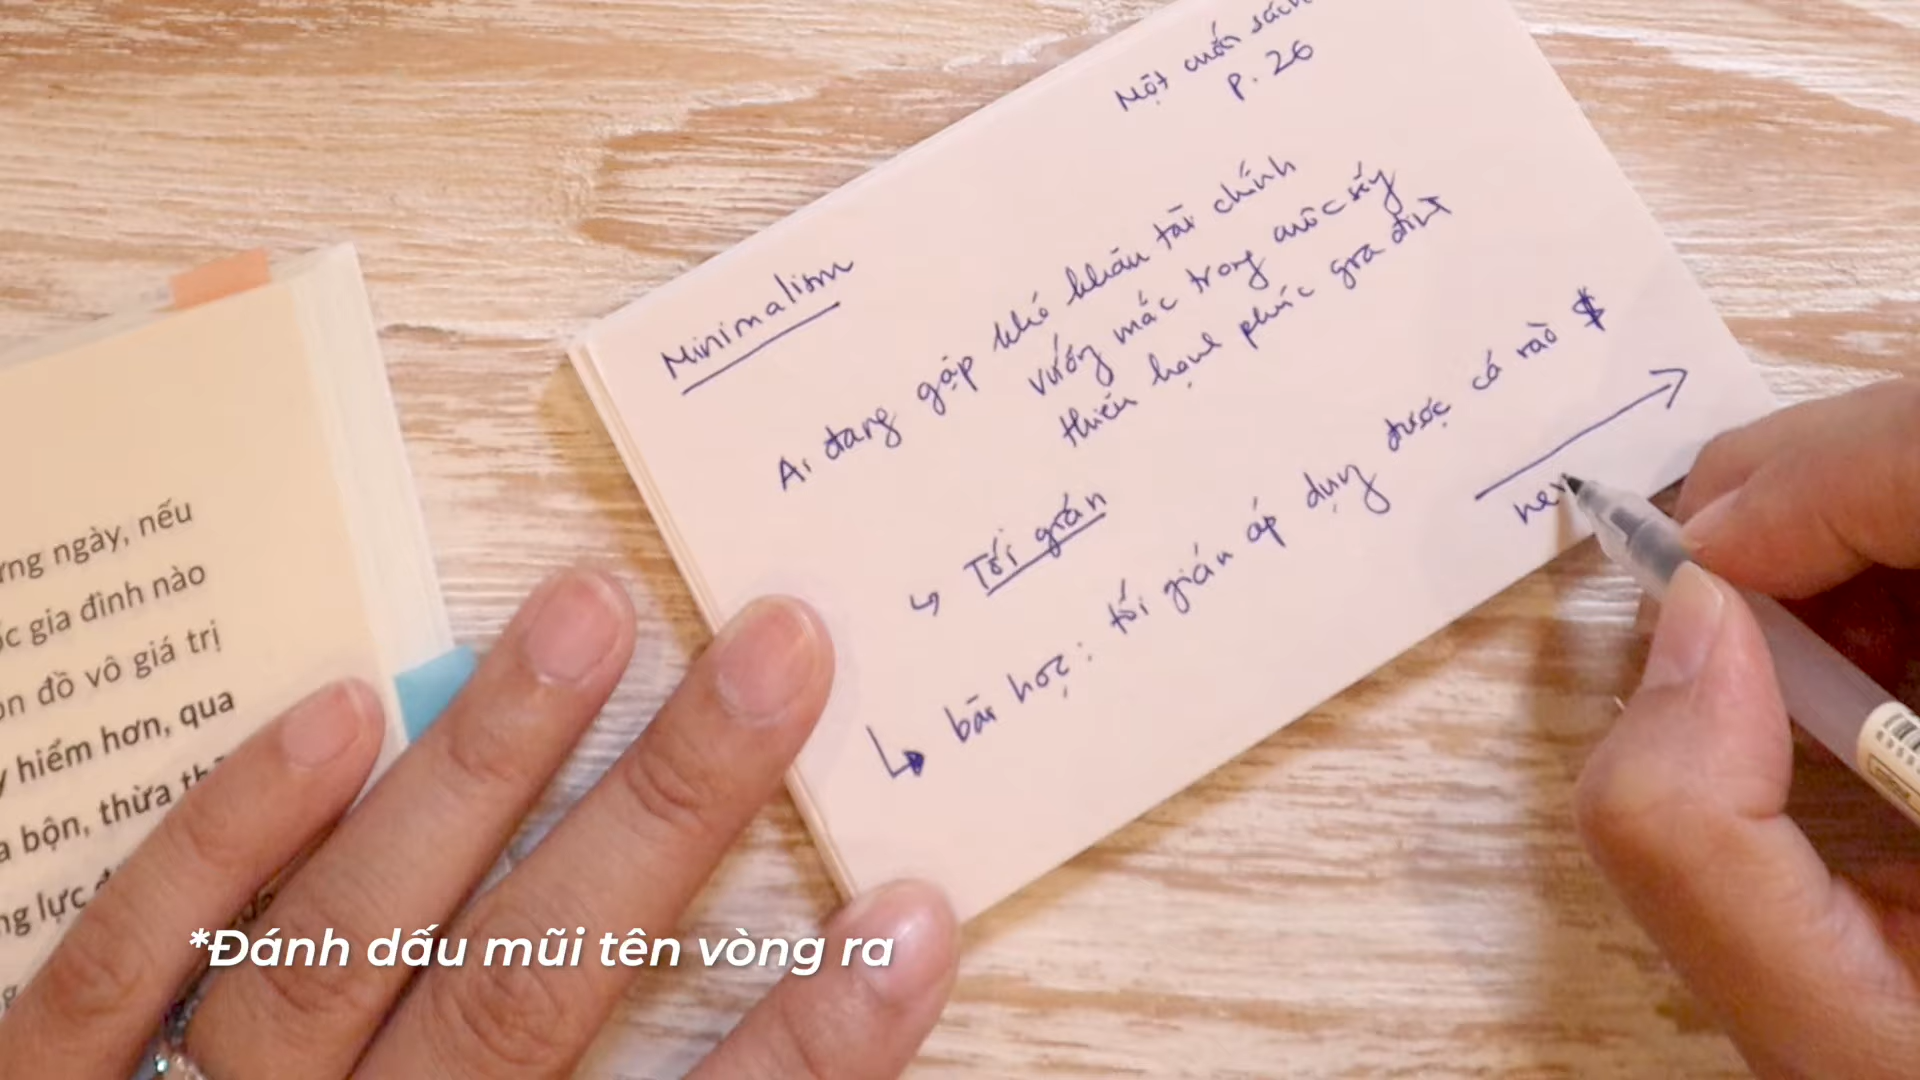 Một cuốn sách
P. 26
Minimalism
Ai đang gặp khó khăn tài chính
vướng mắc trong cuộc sống
thiếu hạnh phúc gia đình
↳ Tối giản
↳ bài học: tối giản áp dụng được cả vào $
→
ne
ngày, nếu
gia đình nào
đồ vô giá trị
hiếm hơn, qua
bộn, thừa
lực
*Đánh dấu mũi tên vòng ra